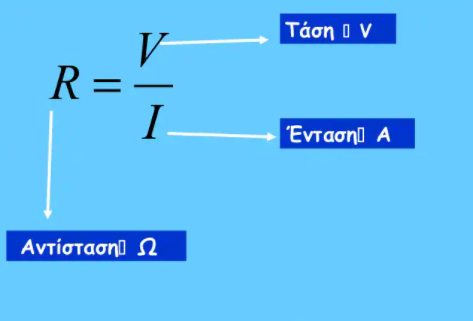 Τάση ▯ V
R = V / I
Ένταση▯ Α
Αντίσταση▯ Ω